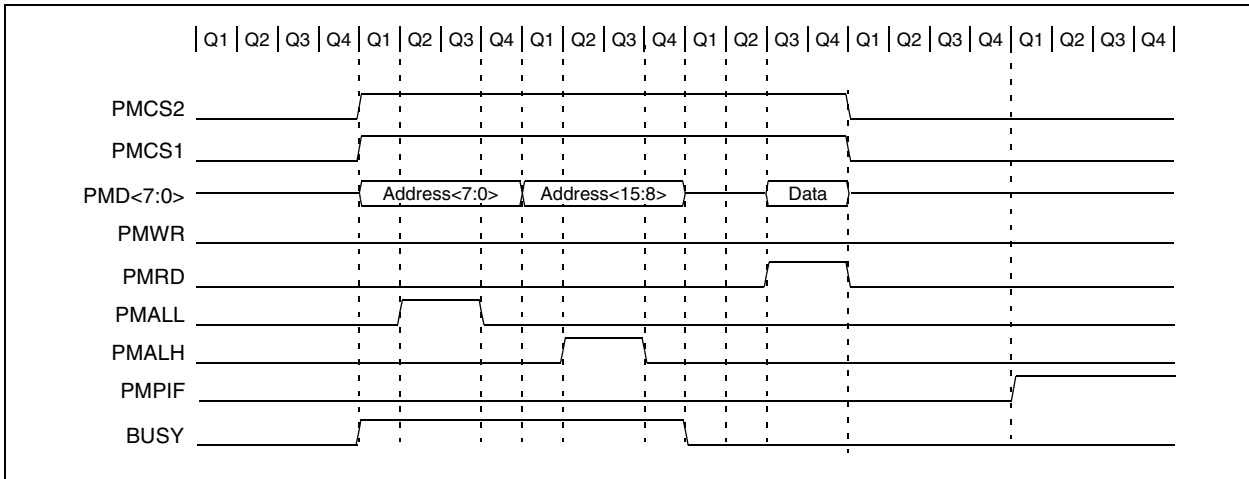 Q1 Q2 Q3 Q4 Q1 Q2 Q3 Q4 Q1 Q2 Q3 Q4 Q1 Q2 Q3 Q4 Q1 Q2 Q3 Q4 Q1 Q2 Q3 Q4
PMCS2
PMCS1
PMD<7:0> Address<7:0> Address<15:8> Data
PMWR
PMRD
PMALL
PMALH
PMPIF
BUSY